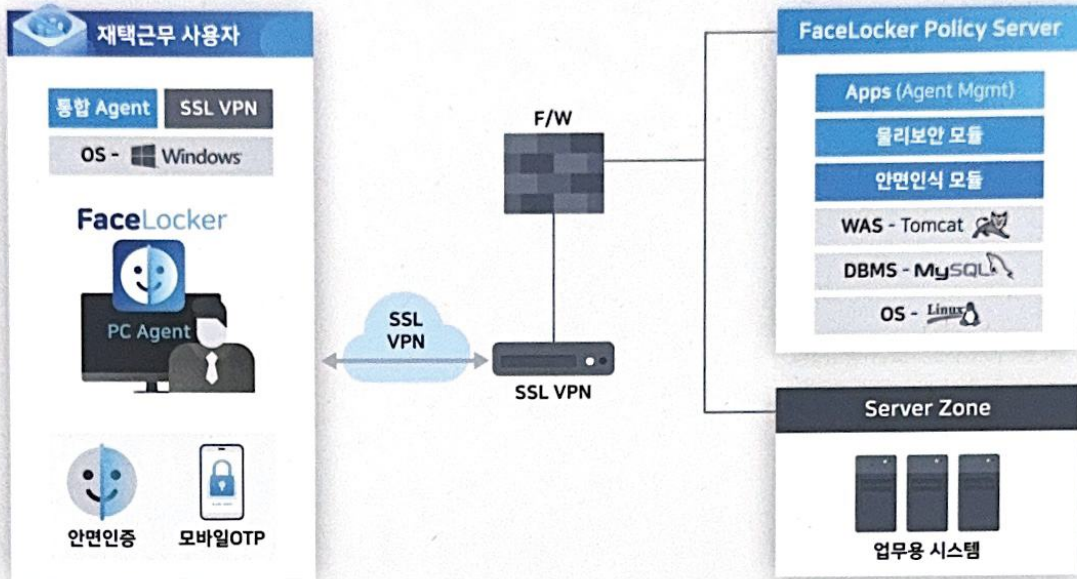 재택근무 사용자
통합 Agent
SSL VPN
OS - Windows
FaceLocker
PC Agent
안면인증
모바일OTP
SSL
VPN
F/W
SSL VPN
FaceLocker Policy Server
Apps (Agent Mgmt)
물리보안 모듈
안면인식 모듈
WAS - Tomcat
DBMS - MySQL
OS - Linux
Server Zone
업무용 시스템